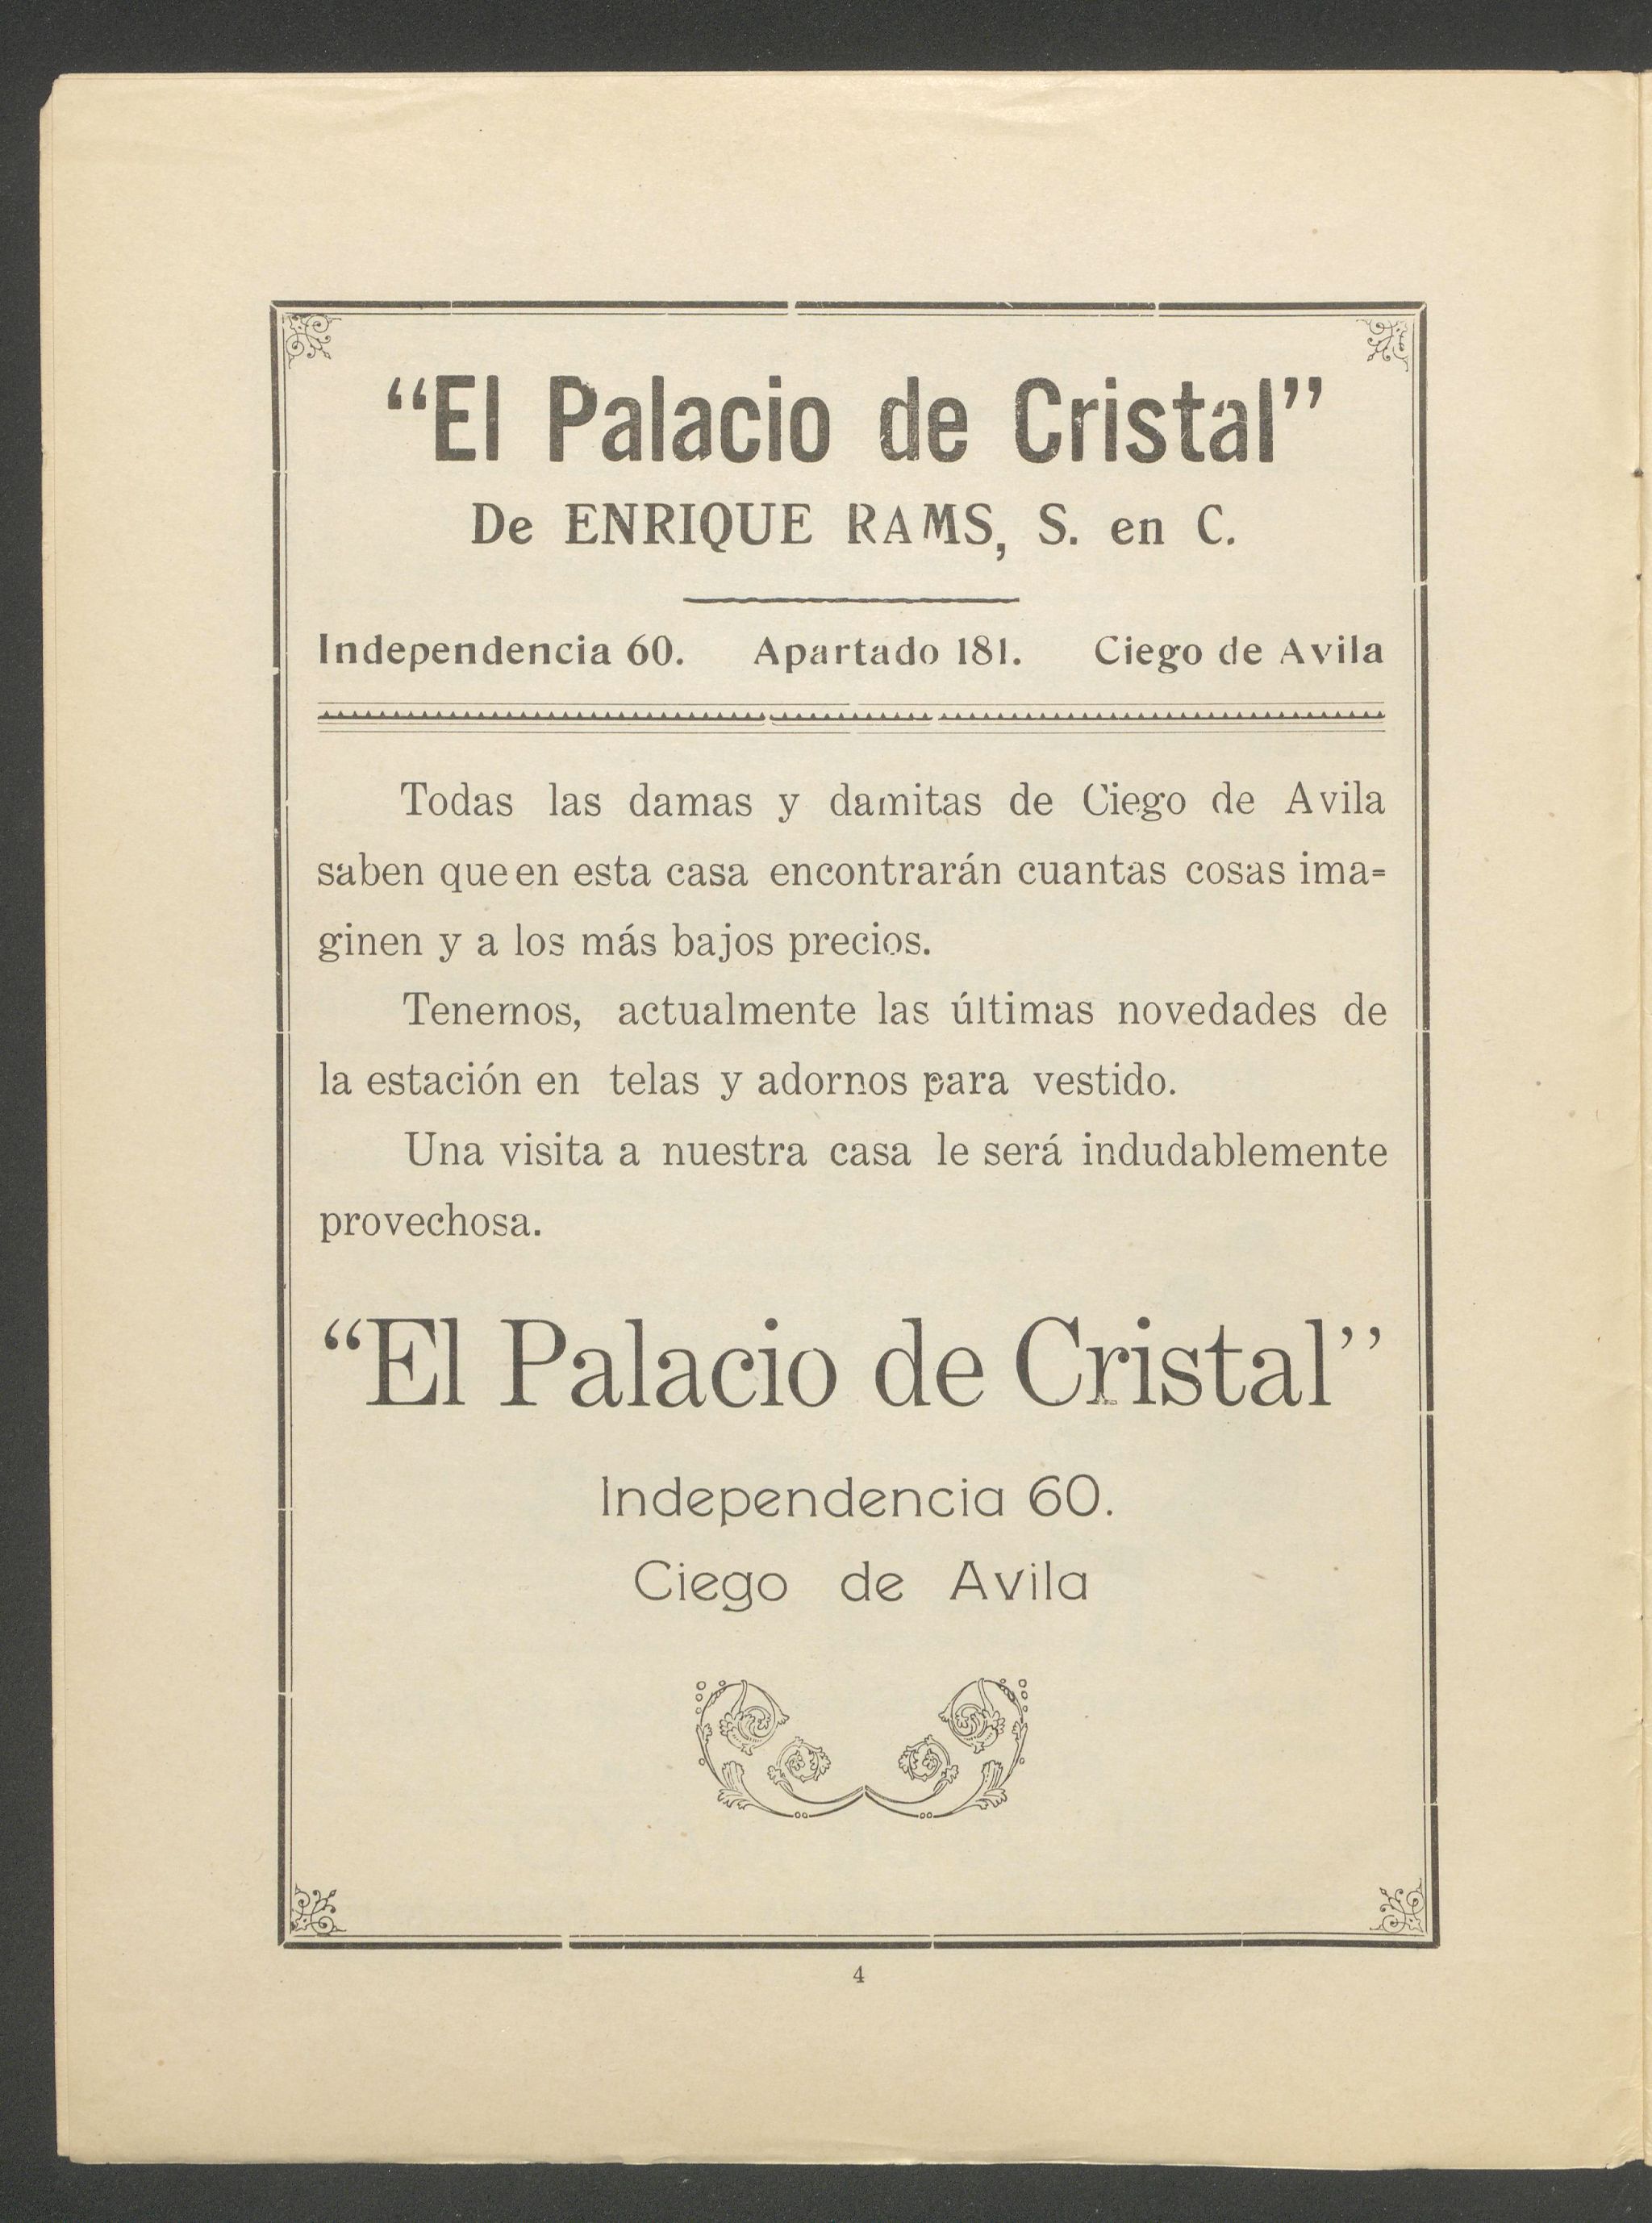 “El Palacio de Cristal”
De ENRIQUE RAMS, S. en C.
Independencia 60. Apartado 181. Ciego de Avila
Todas las damas y damitas de Ciego de Avila
saben que en esta casa encontrarán cuantas cosas ima=
ginen y a los más bajos precios.
Tenemos, actualmente las últimas novedades de
la estación en telas y adornos para vestido.
Una visita a nuestra casa le será indudablemente
provechosa.
“El Palacio de Cristal”
Independencia 60.
Ciego de Avila
4